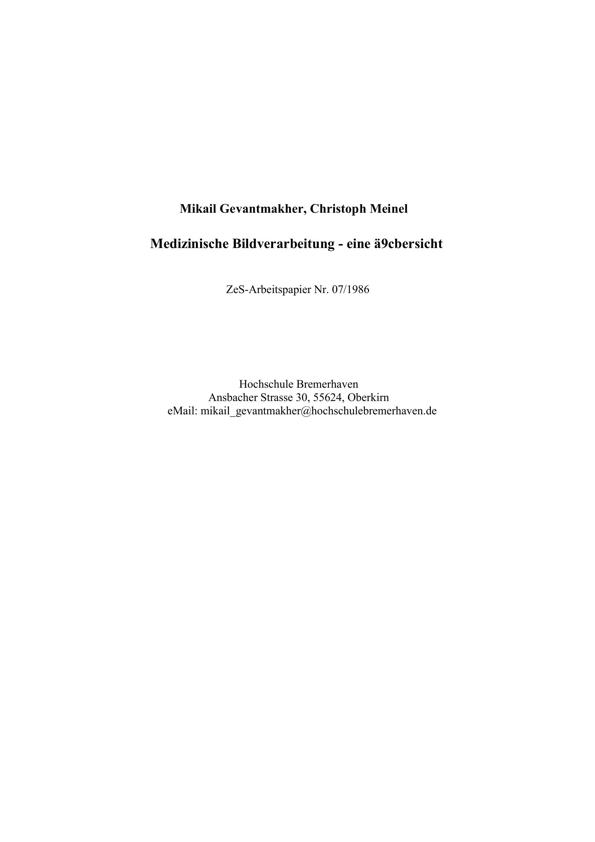 Mikail Gevantmakher, Christoph Meinel
Medizinische Bildverarbeitung - eine ä9cbersicht
ZeS-Arbeitspapier Nr. 07/1986
Hochschule Bremerhaven
Ansbacher Strasse 30, 55624, Oberkirn
eMail: mikail_gevantmakher@hochschulebremerhaven.de